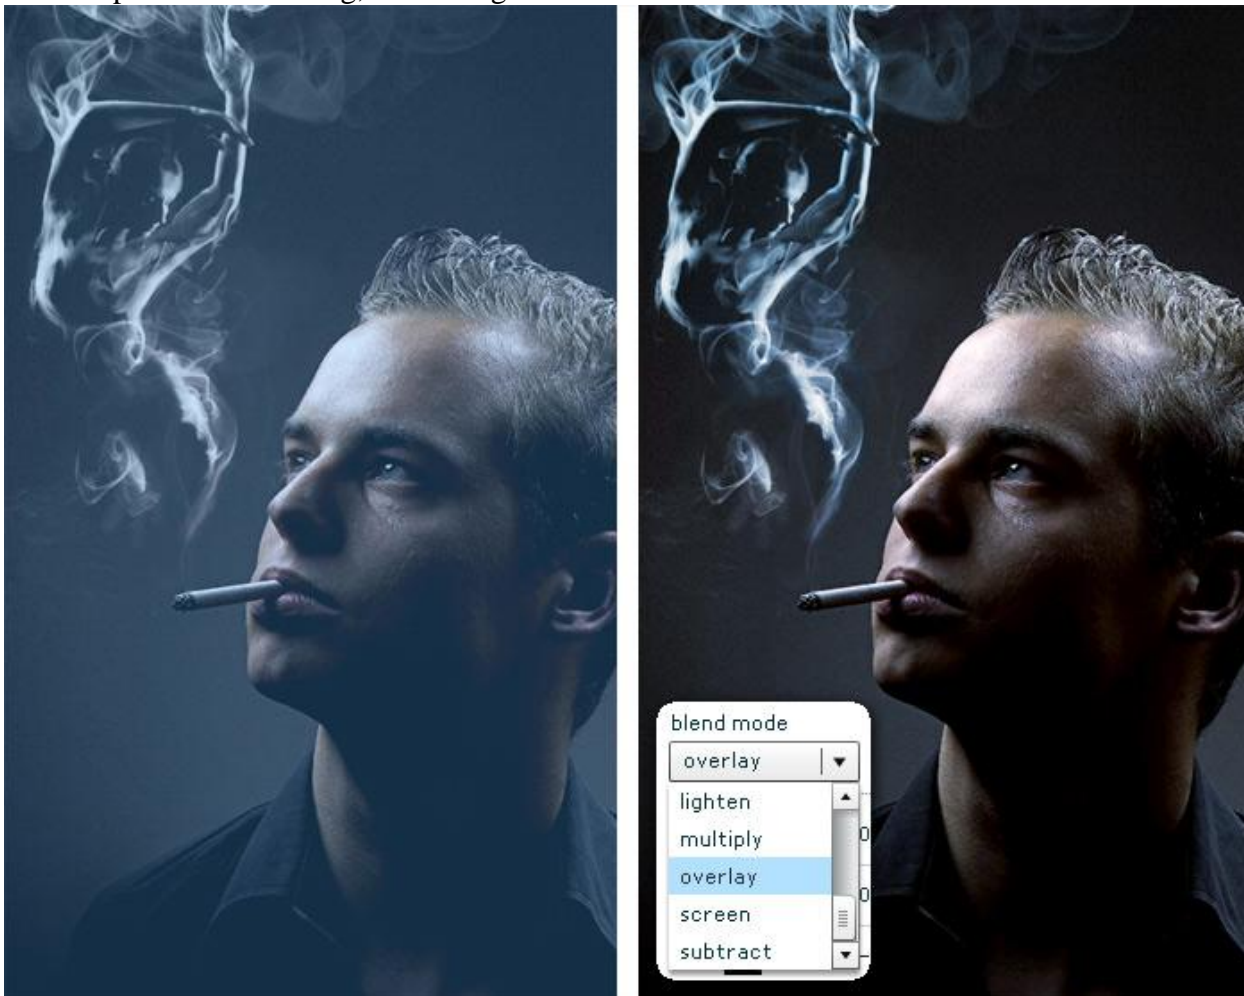 blend mode
overlay
lighten
multiply
overlay
screen
subtract